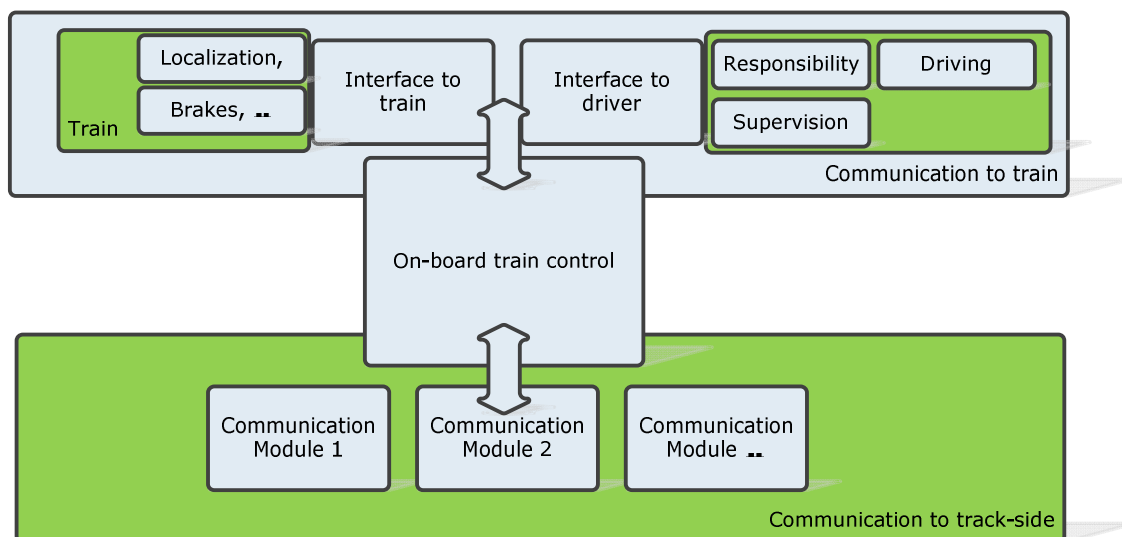 Localization,
Brakes, ..
Train
Interface to
train
Interface to
driver
Responsibility
Driving
Supervision
Communication to train
On-board train control
Communication
Module 1
Communication
Module 2
Communication
Module ..
Communication to track-side